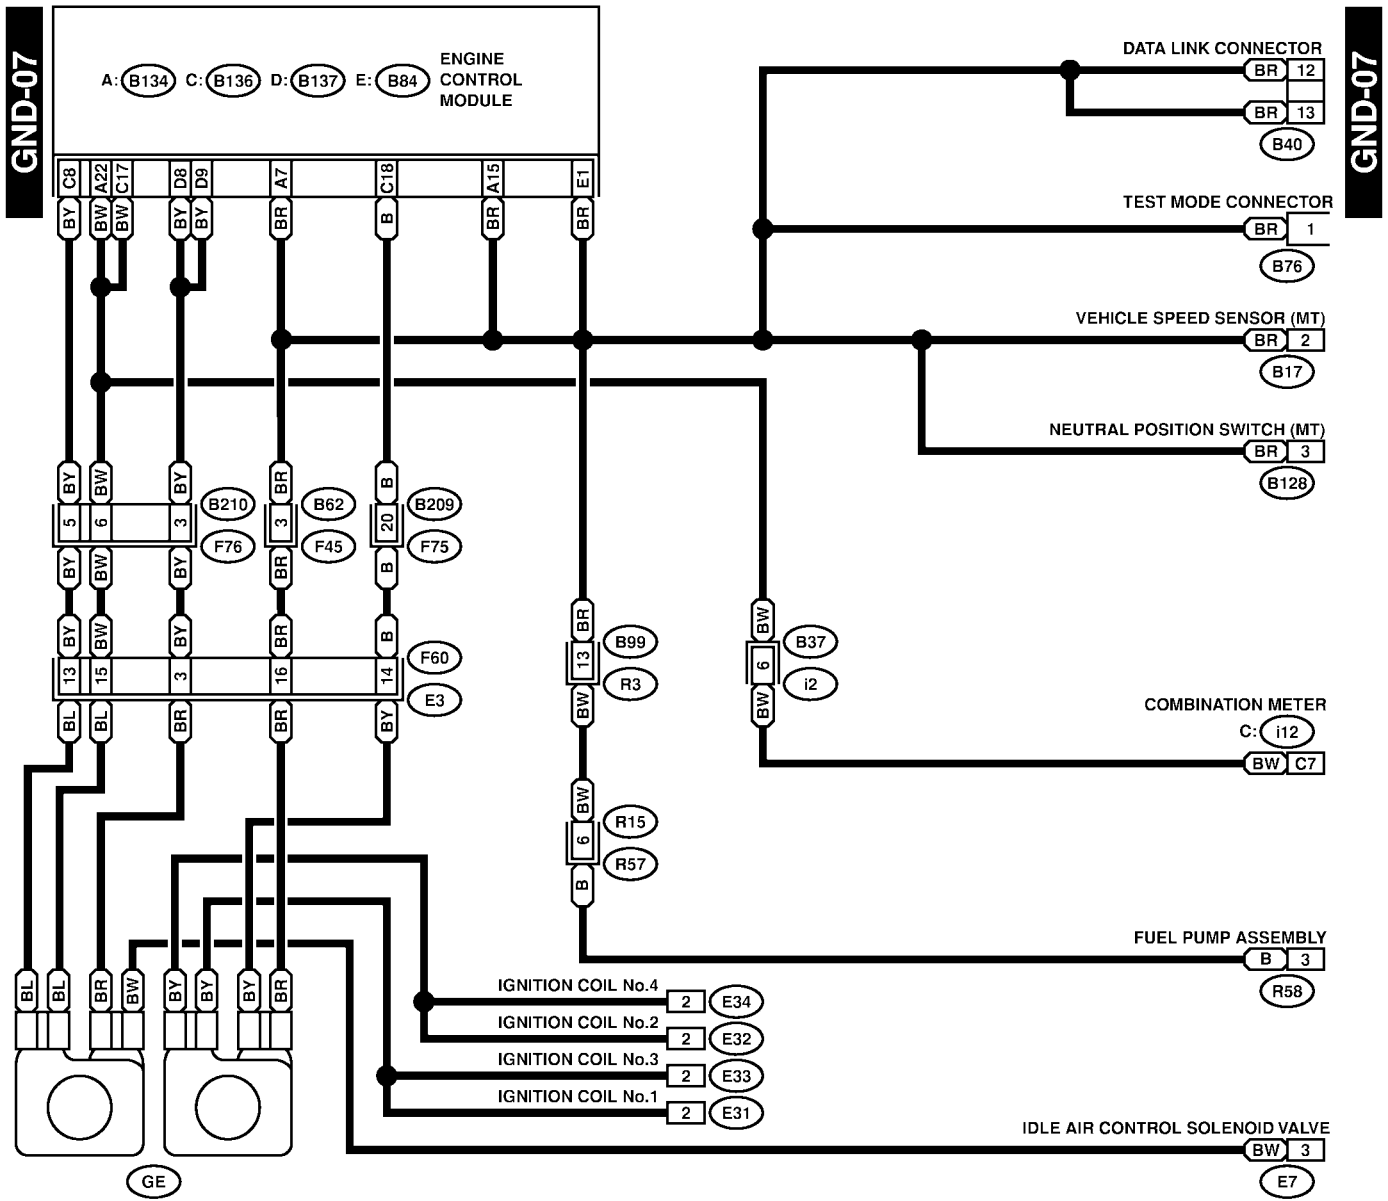 GND-07
GND-07
A: B134 C: B136 D: B137 E: B84
ENGINE
CONTROL
MODULE
C8 A22 C17 D8 D9 A7 C18 A15 E1
BY BW BW BY BY BR B BR BR
DATA LINK CONNECTOR
BR 12
BR 13
B40
TEST MODE CONNECTOR
BR 1
B76
VEHICLE SPEED SENSOR (MT)
BR 2
B17
NEUTRAL POSITION SWITCH (MT)
BR 3
B128
BY BW BY BR B
5 6 3 B210 3 B62 20 B209
F76 F45 F75
BY BW BY BR B
BY BW BY BR B
13 15 3 16 14 F60
E3
BL BL BR BR BY
BR BW
13 B99 6 B37
R3 i2
BW BW
COMBINATION METER
C: i12
BW C7
BW
6 R15
R57
B
FUEL PUMP ASSEMBLY
B 3
R58
BL BL BR BW BY BY BY BR
IGNITION COIL No.4
2 E34
IGNITION COIL No.2
2 E32
IGNITION COIL No.3
2 E33
IGNITION COIL No.1
2 E31
IDLE AIR CONTROL SOLENOID VALVE
BW 3
E7
GE